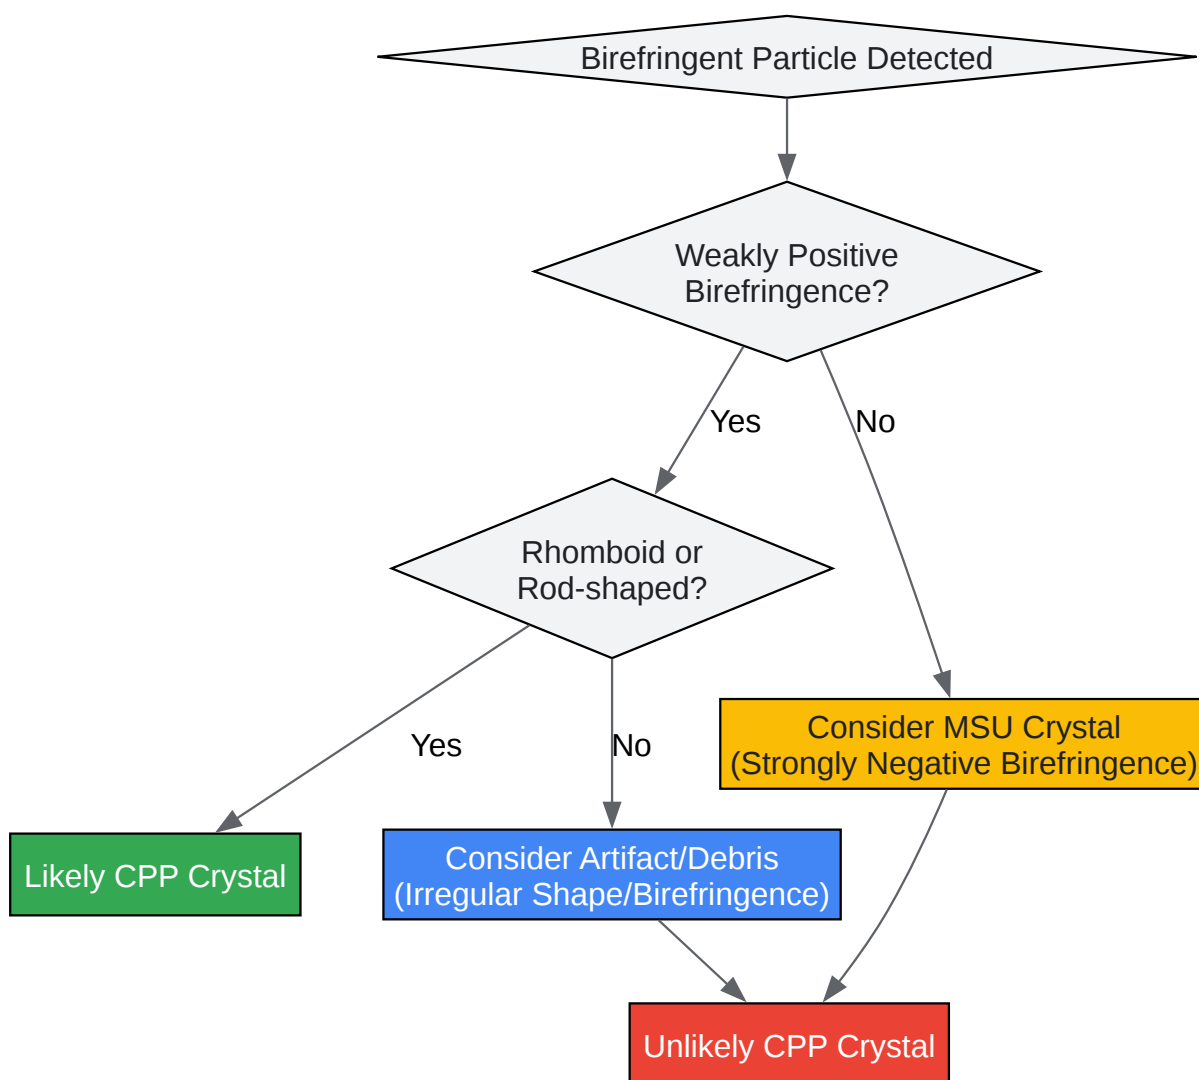 Birefringent Particle Detected
Weakly Positive
Birefringence?
Yes
No
Rhomboid or
Rod-shaped?
Yes
No
Consider MSU Crystal
(Strongly Negative Birefringence)
Likely CPP Crystal
Consider Artifact/Debris
(Irregular Shape/Birefringence)
Unlikely CPP Crystal